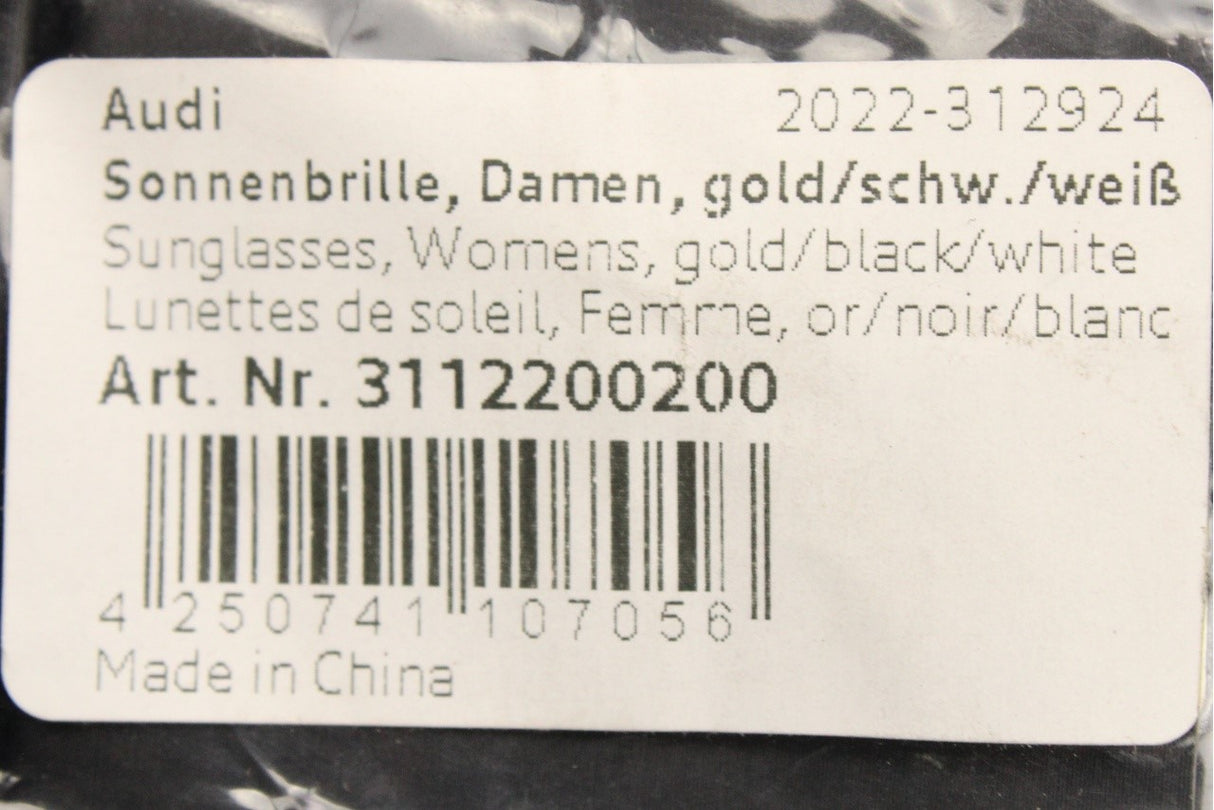 Audi 2022-312924
Sonnenbrille, Damen, gold/schw./weiß
Sunglasses, Womens, gold/black/white
Lunettes de soleil, Femme, or/noir/blanc
Art. Nr. 3112200200
4 250741 107056
Made in China